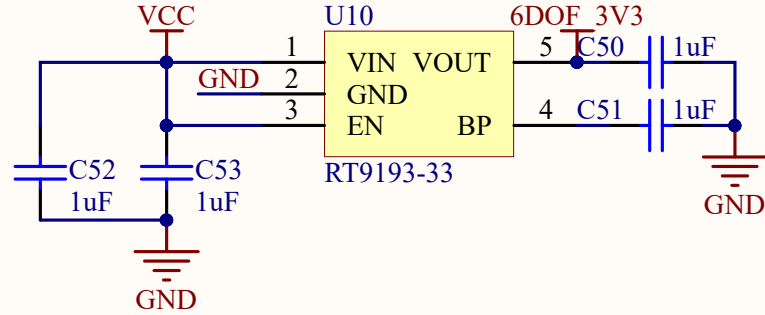 VCC
U10
6DOF_3V3
1
VIN
VOUT
5
C50
1uF
GND
2
GND
3
EN
BP
4
C51
1uF
C52
1uF
C53
1uF
RT9193-33
GND
GND